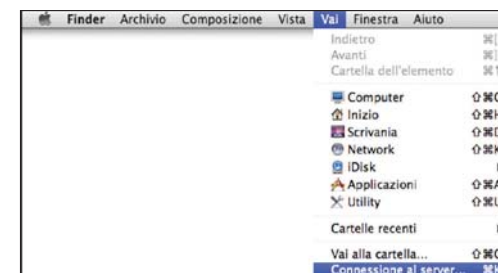 Finder Archivio Composizione Vista Vai Finestra Aiuto
Indietro ⌘[
Avanti ⌘]
Cartella dell'elemento ⌘↑
Computer ⇧⌘C
Inizio ⇧⌘H
Scrivania ⇧⌘D
Network ⇧⌘K
iDisk
Applicazioni ⇧⌘A
Utility ⇧⌘U
Cartelle recenti
Vai alla cartella... ⇧⌘G
Connessione al server... ⌘K